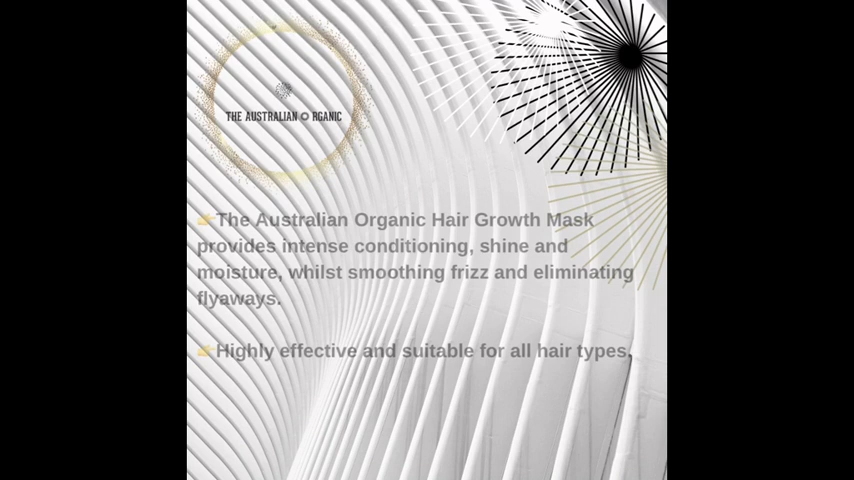 THE AUSTRALIAN ORGANIC
👉The Australian Organic Hair Growth Mask
provides intense conditioning, shine and
moisture, whilst smoothing frizz and eliminating
flyaways.
👉Highly effective and suitable for all hair types,